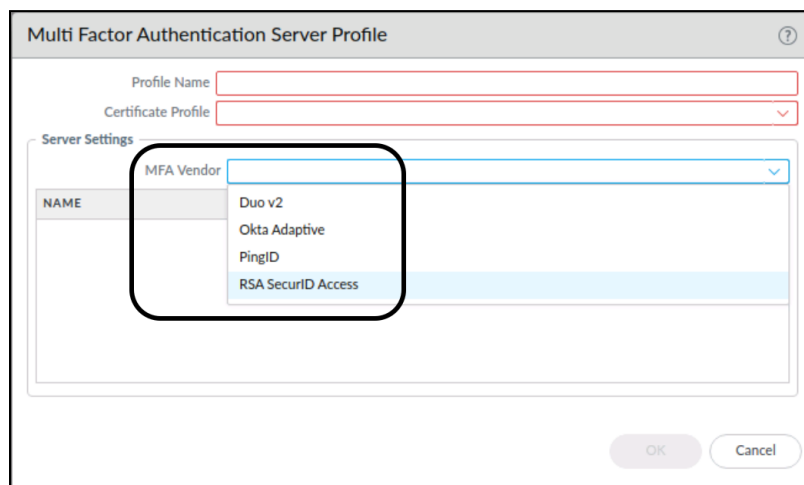 Multi Factor Authentication Server Profile
?
Profile Name
Certificate Profile
Server Settings
MFA Vendor
NAME
Duo v2
Okta Adaptive
PingID
RSA SecurID Access
OK Cancel